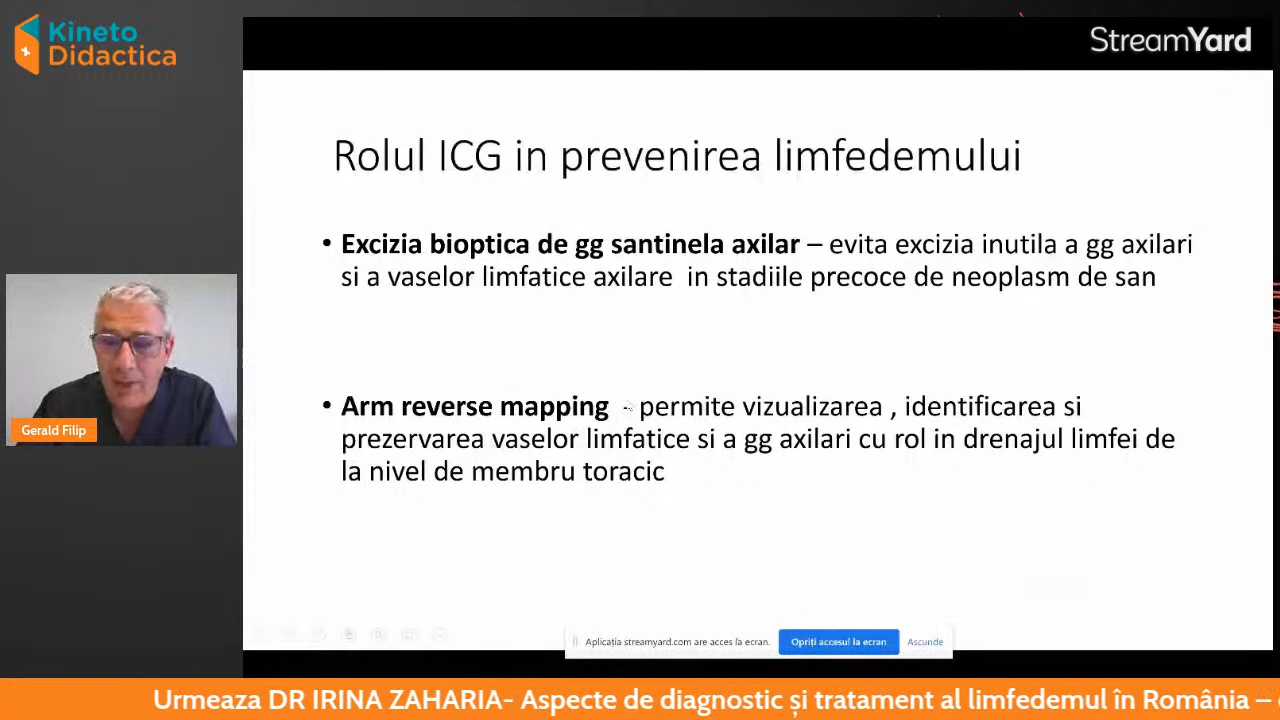 Kineto
Didactica
StreamYard
Rolul ICG in prevenirea limfedemului
• Excizia bioptica de gg santinela axilar – evita excizia inutila a gg axilari
si a vaselor limfatice axilare in stadiile precoce de neoplasm de san
• Arm reverse mapping - permite vizualizarea , identificarea si
prezervarea vaselor limfatice si a gg axilari cu rol in drenajul limfei de
la nivel de membru toracic
Gerald Filip
Aplicația streamyard.com are acces la ecran. Opriți accesul la ecran Ascunde
Urmeaza DR IRINA ZAHARIA- Aspecte de diagnostic și tratament al limfedemul în România –